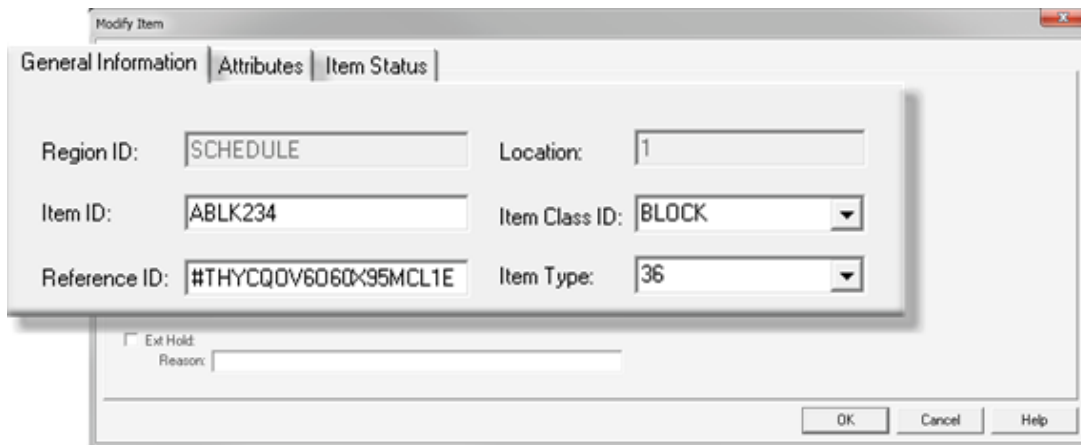 Modify Item
General Information Attributes Item Status
Region ID: SCHEDULE Location: 1
Item ID: ABLK234 Item Class ID: BLOCK
Reference ID: #THYCQ0V6O60X95MCL1E Item Type: 36
Ext Hold:
Reason:
OK Cancel Help